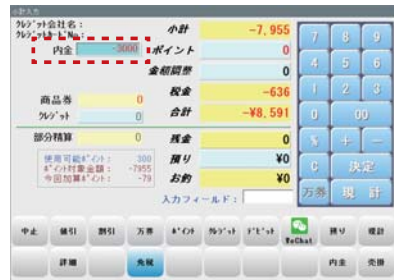 小計入力
クレジット会社名：
クレジットカードNo：
小計 -7,955
内金 -3000
ポイント 0
金額調整 0
税金 -636
商品券 0
合計 -¥8,591
クレジット 0
部分精算 0
残金 0
使用可能ポイント： 300
預り ¥0
ポイント対象金額： -7955
今回加算ポイント： -79
お釣 ¥0
入力フィールド：
7 8 9
4 5 6
1 2 3
0 00
% + -
C 決定
万券 現 計
中止 値引 割引 万券 ポイント クレジット デビット WeChat 預り 現計
詳細 免税 内金 売掛